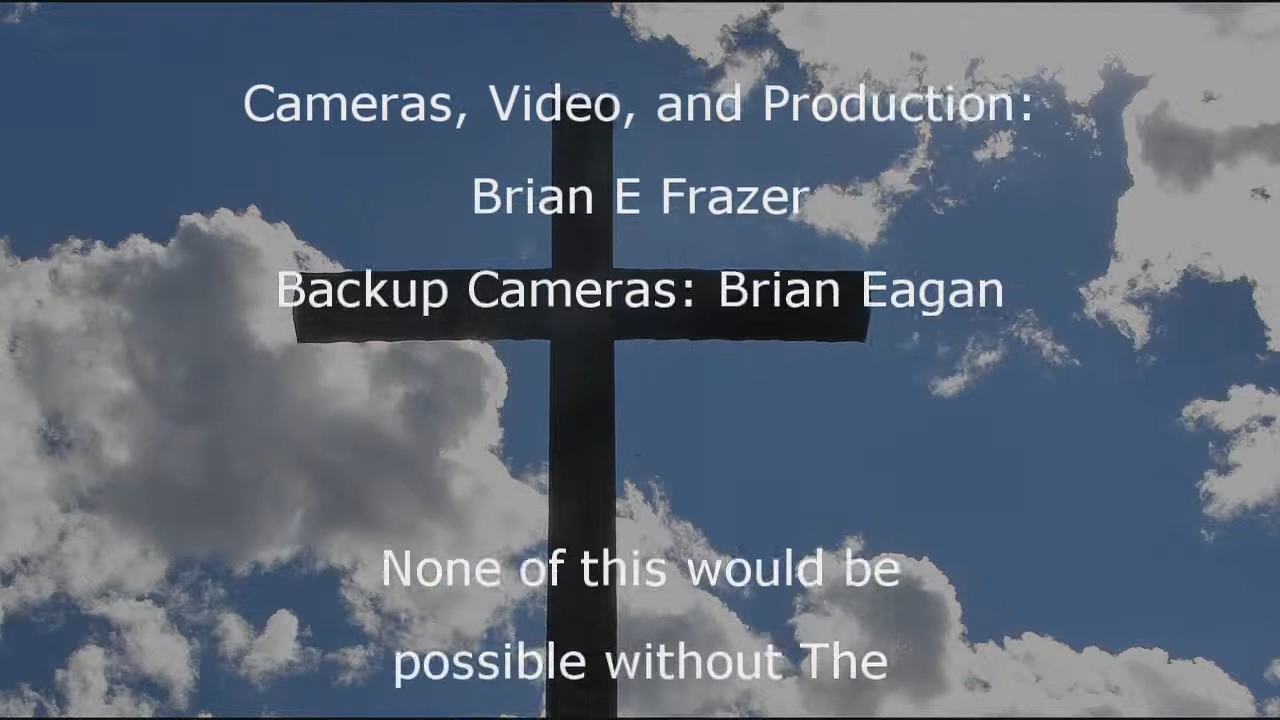 Cameras, Video, and Production:
Brian E Frazer
Backup Cameras: Brian Eagan
None of this would be
possible without The